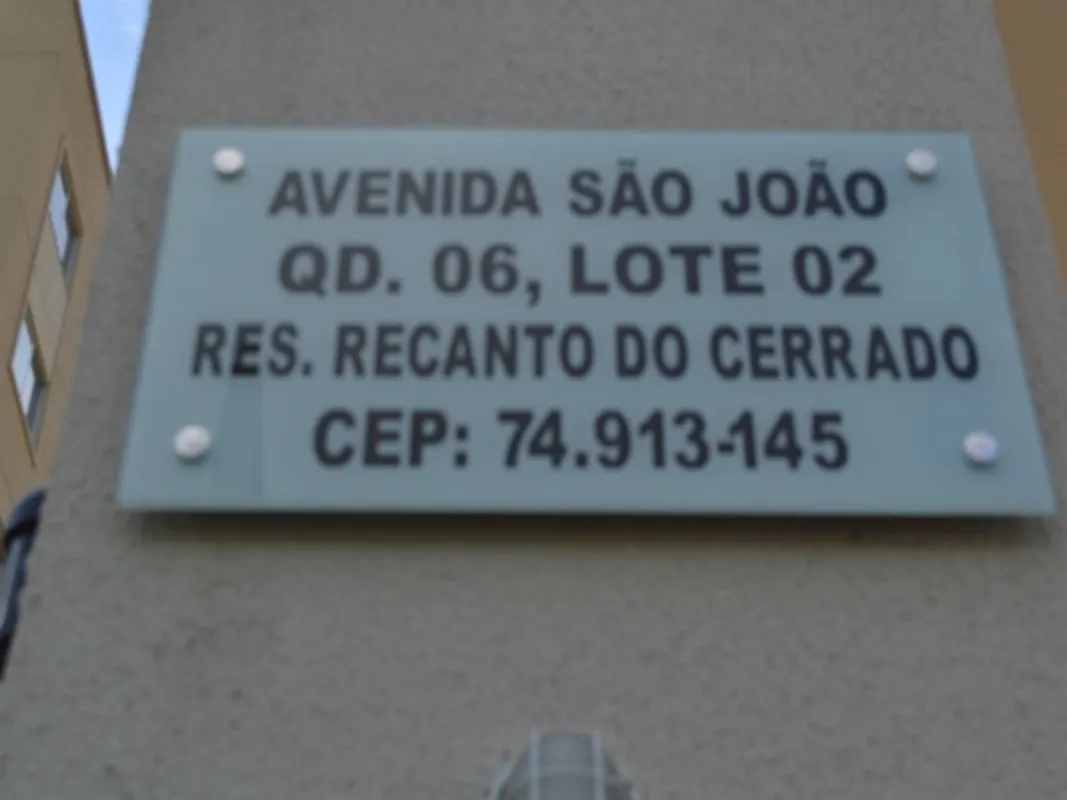 AVENIDA SÃO JOÃO
QD. 06, LOTE 02
RES. RECANTO DO CERRADO
CEP: 74.913-145